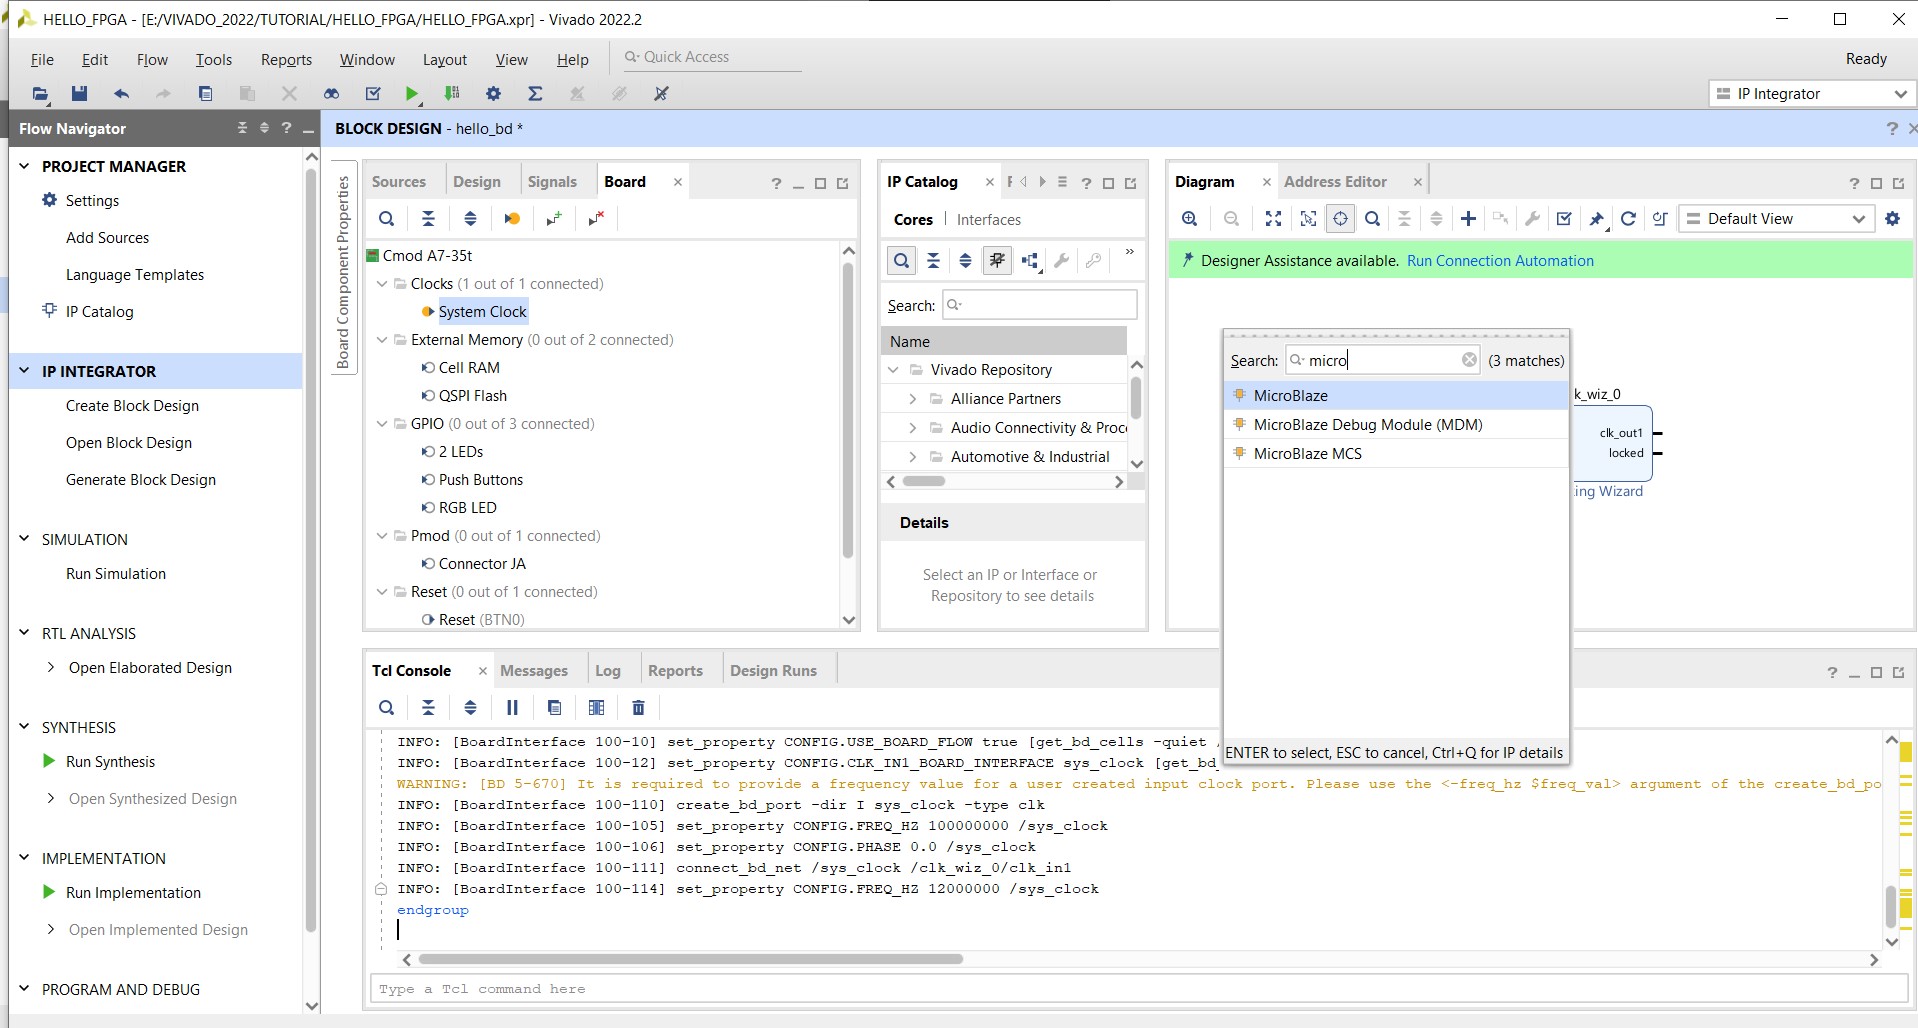 HELLO_FPGA - [E:/VIVADO_2022/TUTORIAL/HELLO_FPGA/HELLO_FPGA.xpr] - Vivado 2022.2
File Edit Flow Tools Reports Window Layout View Help Quick Access Ready
IP Integrator
Flow Navigator ? _
BLOCK DESIGN - hello_bd * ?
PROJECT MANAGER
Settings
Add Sources
Language Templates
IP Catalog
IP INTEGRATOR
Create Block Design
Open Block Design
Generate Block Design
SIMULATION
Run Simulation
RTL ANALYSIS
Open Elaborated Design
SYNTHESIS
Run Synthesis
Open Synthesized Design
IMPLEMENTATION
Run Implementation
Open Implemented Design
PROGRAM AND DEBUG
Board Component Properties
Sources Design Signals Board ? _
Cmod A7-35t
Clocks (1 out of 1 connected)
System Clock
External Memory (0 out of 2 connected)
Cell RAM
QSPI Flash
GPIO (0 out of 3 connected)
2 LEDs
Push Buttons
RGB LED
Pmod (0 out of 1 connected)
Connector JA
Reset (0 out of 1 connected)
Reset (BTN0)
IP Catalog ?
Cores | Interfaces
»
Search:
Name
Vivado Repository
Alliance Partners
Audio Connectivity & Proc
Automotive & Industrial
Details
Select an IP or Interface or
Repository to see details
Diagram Address Editor ?
Default View
Designer Assistance available. Run Connection Automation
Search: micro (3 matches)
MicroBlaze
MicroBlaze Debug Module (MDM)
MicroBlaze MCS
ENTER to select, ESC to cancel, Ctrl+Q for IP details
k_wiz_0
clk_out1
locked
ing Wizard
Tcl Console Messages Log Reports Design Runs ? _
INFO: [BoardInterface 100-10] set_property CONFIG.USE_BOARD_FLOW true [get_bd_cells -quiet /
INFO: [BoardInterface 100-12] set_property CONFIG.CLK_IN1_BOARD_INTERFACE sys_clock [get_bd_
WARNING: [BD 5-670] It is required to provide a frequency value for a user created input clock port. Please use the <-freq_hz $freq_val> argument of the create_bd_po
INFO: [BoardInterface 100-110] create_bd_port -dir I sys_clock -type clk
INFO: [BoardInterface 100-105] set_property CONFIG.FREQ_HZ 100000000 /sys_clock
INFO: [BoardInterface 100-106] set_property CONFIG.PHASE 0.0 /sys_clock
INFO: [BoardInterface 100-111] connect_bd_net /sys_clock /clk_wiz_0/clk_in1
INFO: [BoardInterface 100-114] set_property CONFIG.FREQ_HZ 12000000 /sys_clock
endgroup
Type a Tcl command here